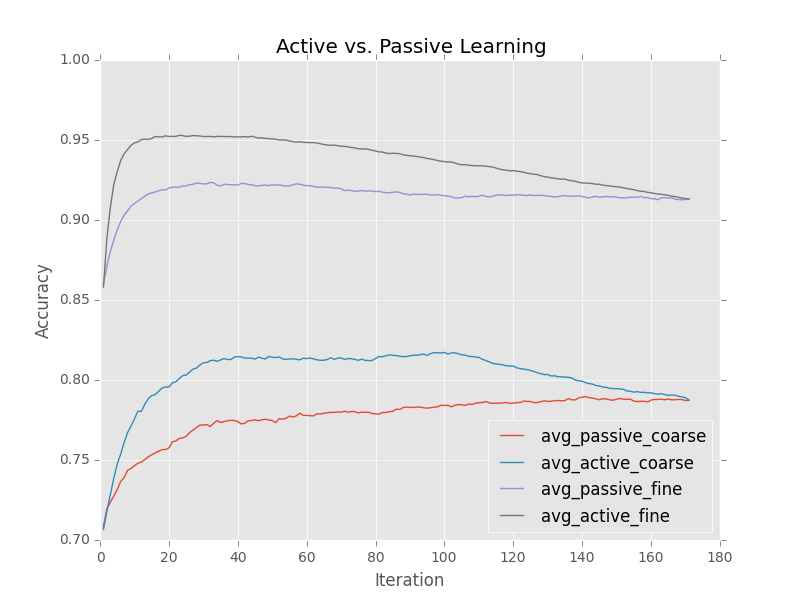 Active vs. Passive Learning
1.00
0.95
0.90
0.85
0.80
0.75
0.70
Accuracy
0 20 40 60 80 100 120 140 160 180
Iteration
avg_passive_coarse
avg_active_coarse
avg_passive_fine
avg_active_fine